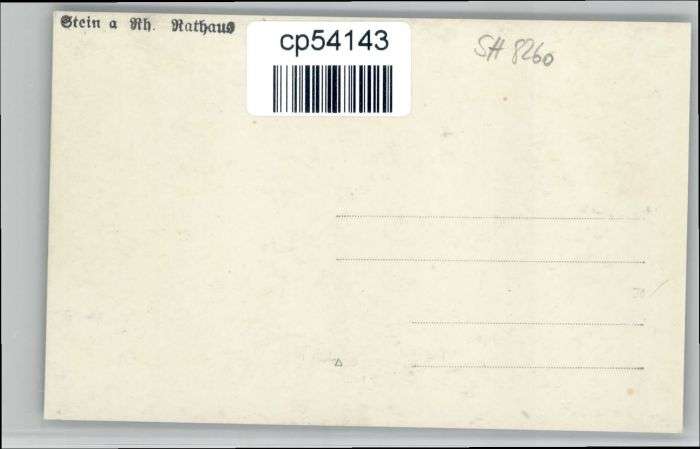 Stein a Rh. Rathaus
cp54143
SH 8260